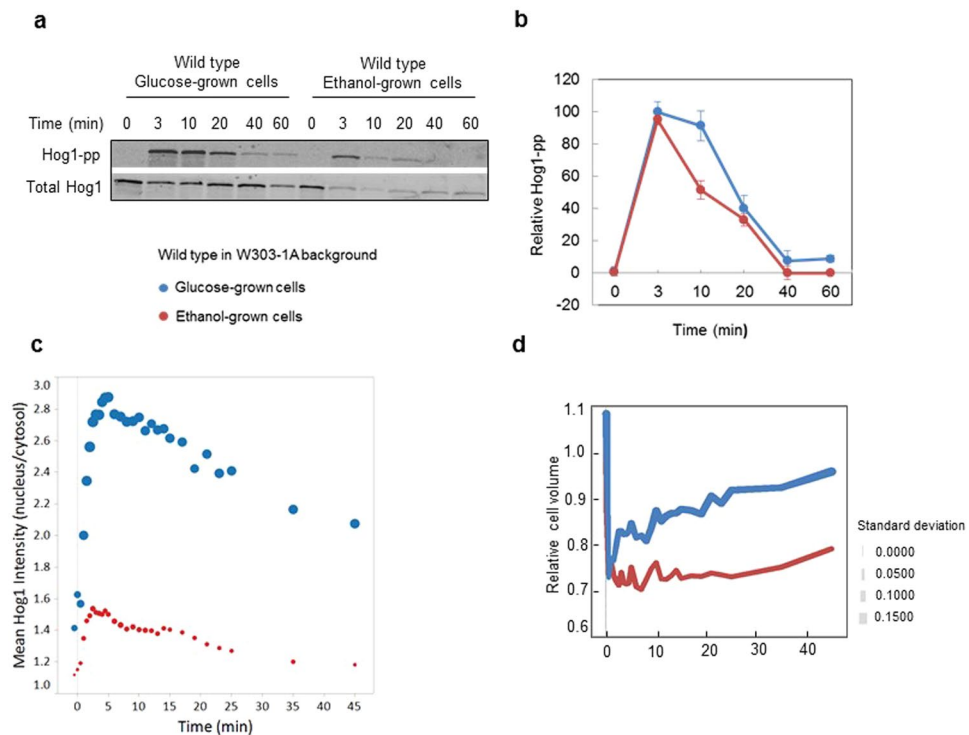 a
Wild type Wild type
Glucose-grown cells Ethanol-grown cells
Time (min) 0 3 10 20 40 60 0 3 10 20 40 60
Hog1-pp
Total Hog1
Wild type in W303-1A background
Glucose-grown cells
Ethanol-grown cells
b
Relative Hog1-pp
120
100
80
60
40
20
0
-20
0 3 10 20 40 60
Time (min)
c
Mean Hog1 Intensity (nucleus/cytosol)
3.0
2.8
2.6
2.4
2.2
2.0
1.8
1.6
1.4
1.2
1.0
0 5 10 15 20 25 30 35 40 45
Time (min)
d
Relative cell volume
1.1
1.0
0.9
0.8
0.7
0.6
0 10 20 30 40
Time (min)
Standard deviation
0.0000
0.0500
0.1000
0.1500